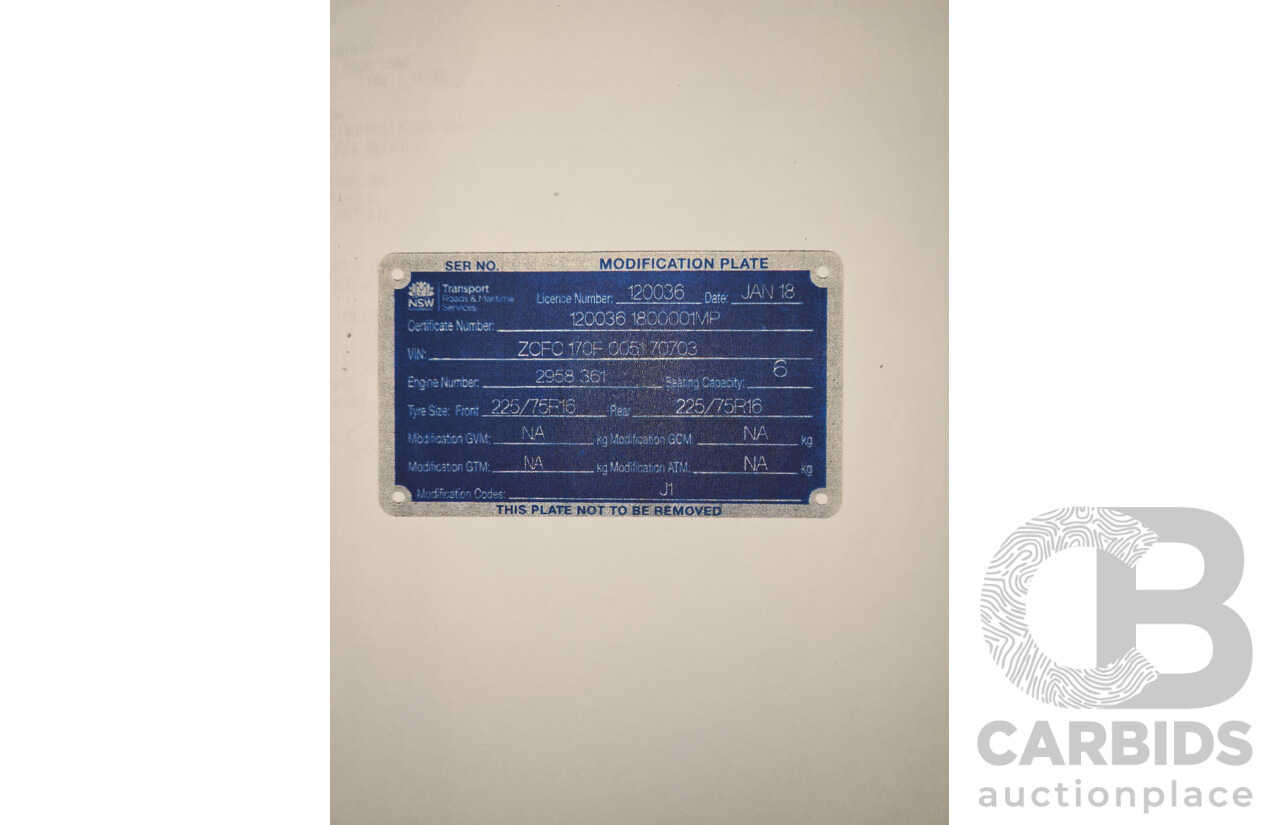 SER NO. MODIFICATION PLATE
NSW Transport Roads & Maritime Services Licence Number: 120036 Date: JAN 18
Certificate Number: 120036 1800001MP
VIN: ZCFC 170F 005170703
Engine Number: 2958 361 Seating Capacity: 6
Tyre Size: Front 225/75R16 Rear 225/75R16
Modification GVM: NA kg Modification GCM: NA kg
Modification GTM: NA kg Modification ATM: NA kg
Modification Codes: J1
THIS PLATE NOT TO BE REMOVED
CB
CARBIDS
auctionplace